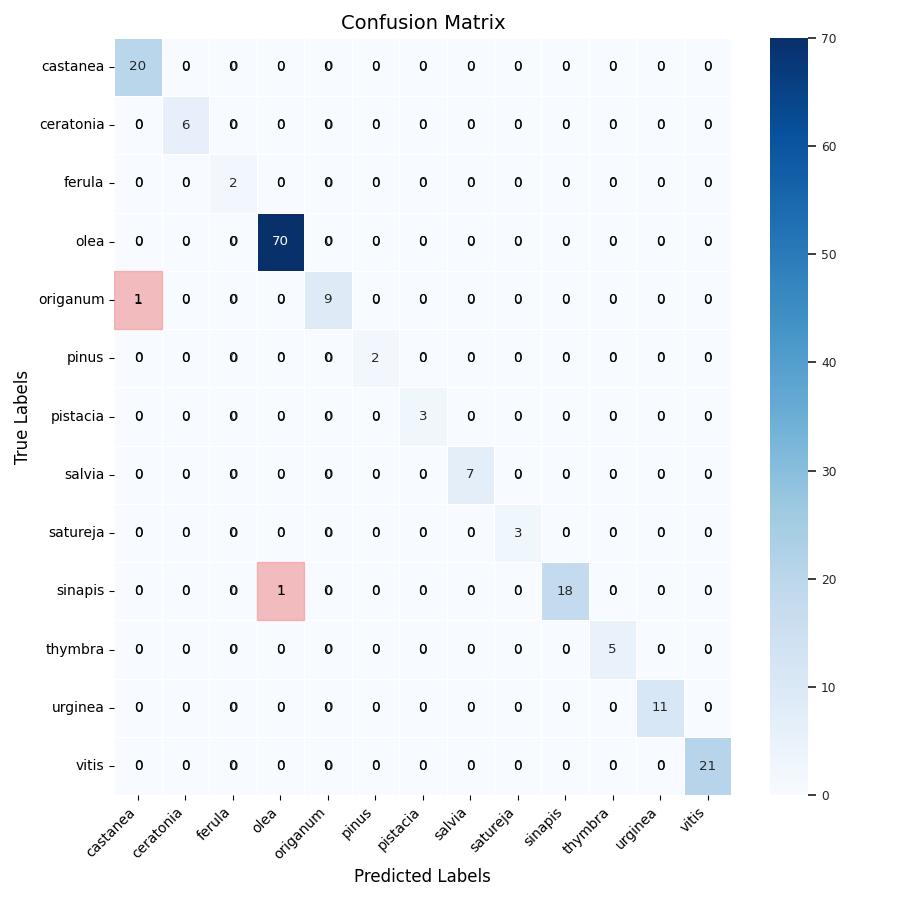 Confusion Matrix
True Labels
castanea 20 0 0 0 0 0 0 0 0 0 0 0 0
ceratonia 0 6 0 0 0 0 0 0 0 0 0 0 0
ferula 0 0 2 0 0 0 0 0 0 0 0 0 0
olea 0 0 0 70 0 0 0 0 0 0 0 0 0
origanum 1 0 0 0 9 0 0 0 0 0 0 0 0
pinus 0 0 0 0 0 2 0 0 0 0 0 0 0
pistacia 0 0 0 0 0 0 3 0 0 0 0 0 0
salvia 0 0 0 0 0 0 0 7 0 0 0 0 0
satureja 0 0 0 0 0 0 0 0 3 0 0 0 0
sinapis 0 0 0 1 0 0 0 0 0 18 0 0 0
thymbra 0 0 0 0 0 0 0 0 0 0 5 0 0
urginea 0 0 0 0 0 0 0 0 0 0 0 11 0
vitis 0 0 0 0 0 0 0 0 0 0 0 0 21
castanea ceratonia ferula olea origanum pinus pistacia salvia satureja sinapis thymbra urginea vitis
Predicted Labels
70
60
50
40
30
20
10
0